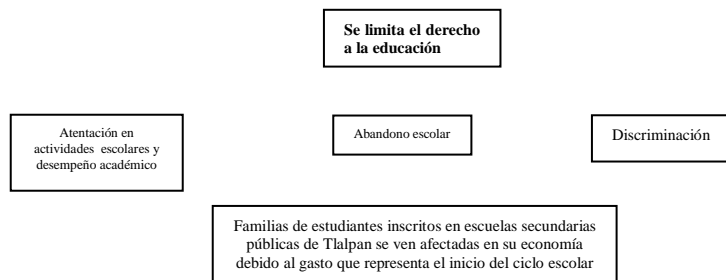 Se limita el derecho
a la educación
Atentación en
actividades escolares y
desempeño académico
Abandono escolar
Discriminación
Familias de estudiantes inscritos en escuelas secundarias
públicas de Tlalpan se ven afectadas en su economía
debido al gasto que representa el inicio del ciclo escolar